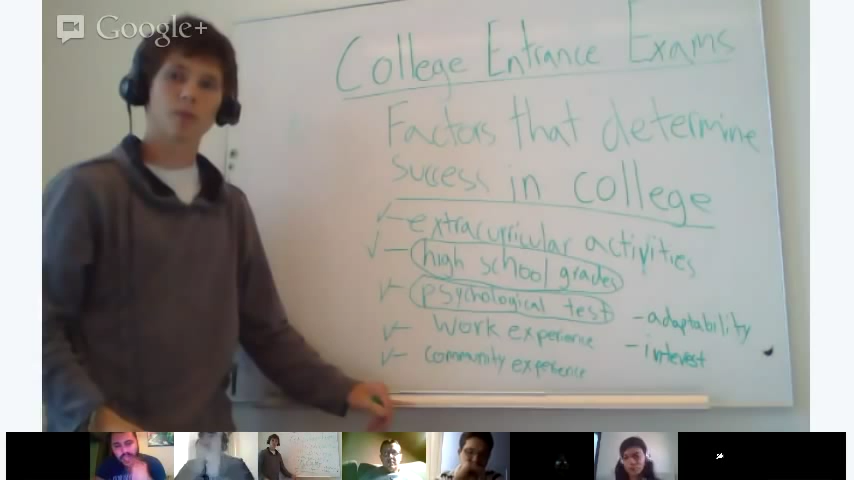 Google+
College Entrance Exams
Factors that determine
success in college
extracurricular activities
high school grades
psychological test
- adaptability
work experience
- interest
community experience